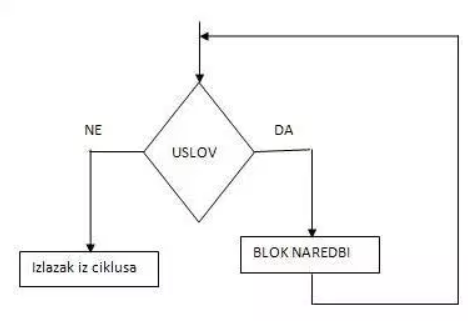 NE
DA
USLOV
BLOK NAREDBI
Izlazak iz ciklusa